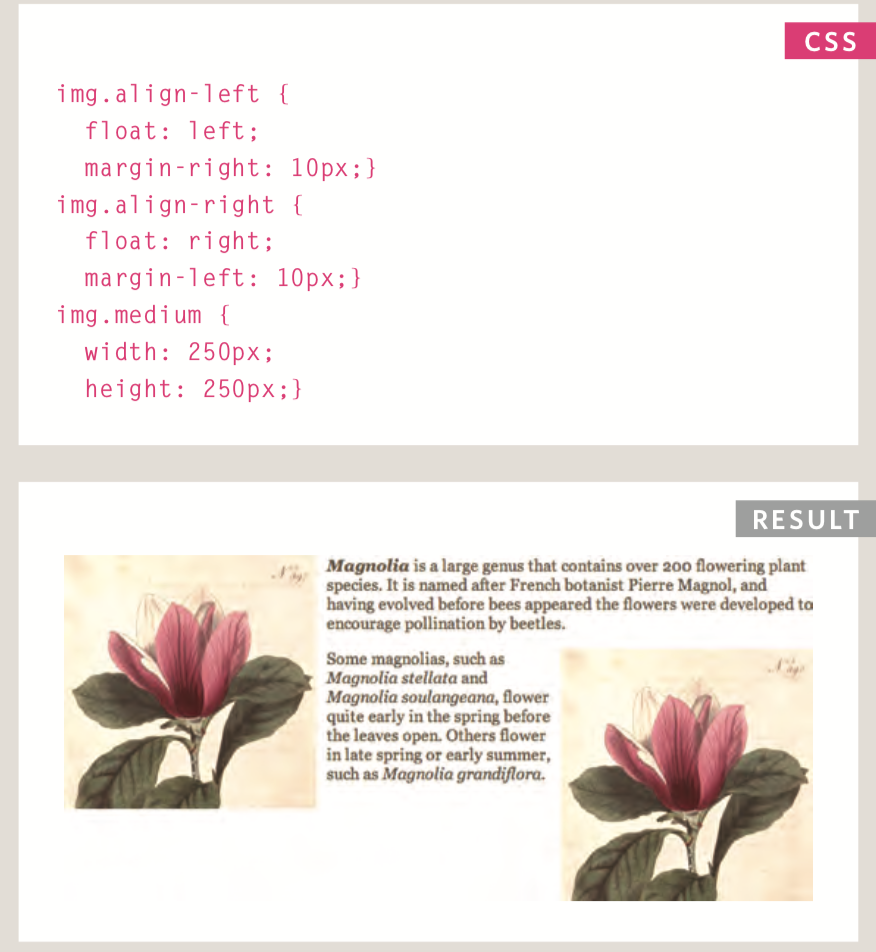 CSS
img.align-left {
float: left;
margin-right: 10px;}
img.align-right {
float: right;
margin-left: 10px;}
img.medium {
width: 250px;
height: 250px;}
RESULT
Magnolia is a large genus that contains over 200 flowering plant
species. It is named after French botanist Pierre Magnol, and
having evolved before bees appeared the flowers were developed to
encourage pollination by beetles.
Some magnolias, such as
Magnolia stellata and
Magnolia soulangeana, flower
quite early in the spring before
the leaves open. Others flower
in late spring or early summer,
such as Magnolia grandiflora.